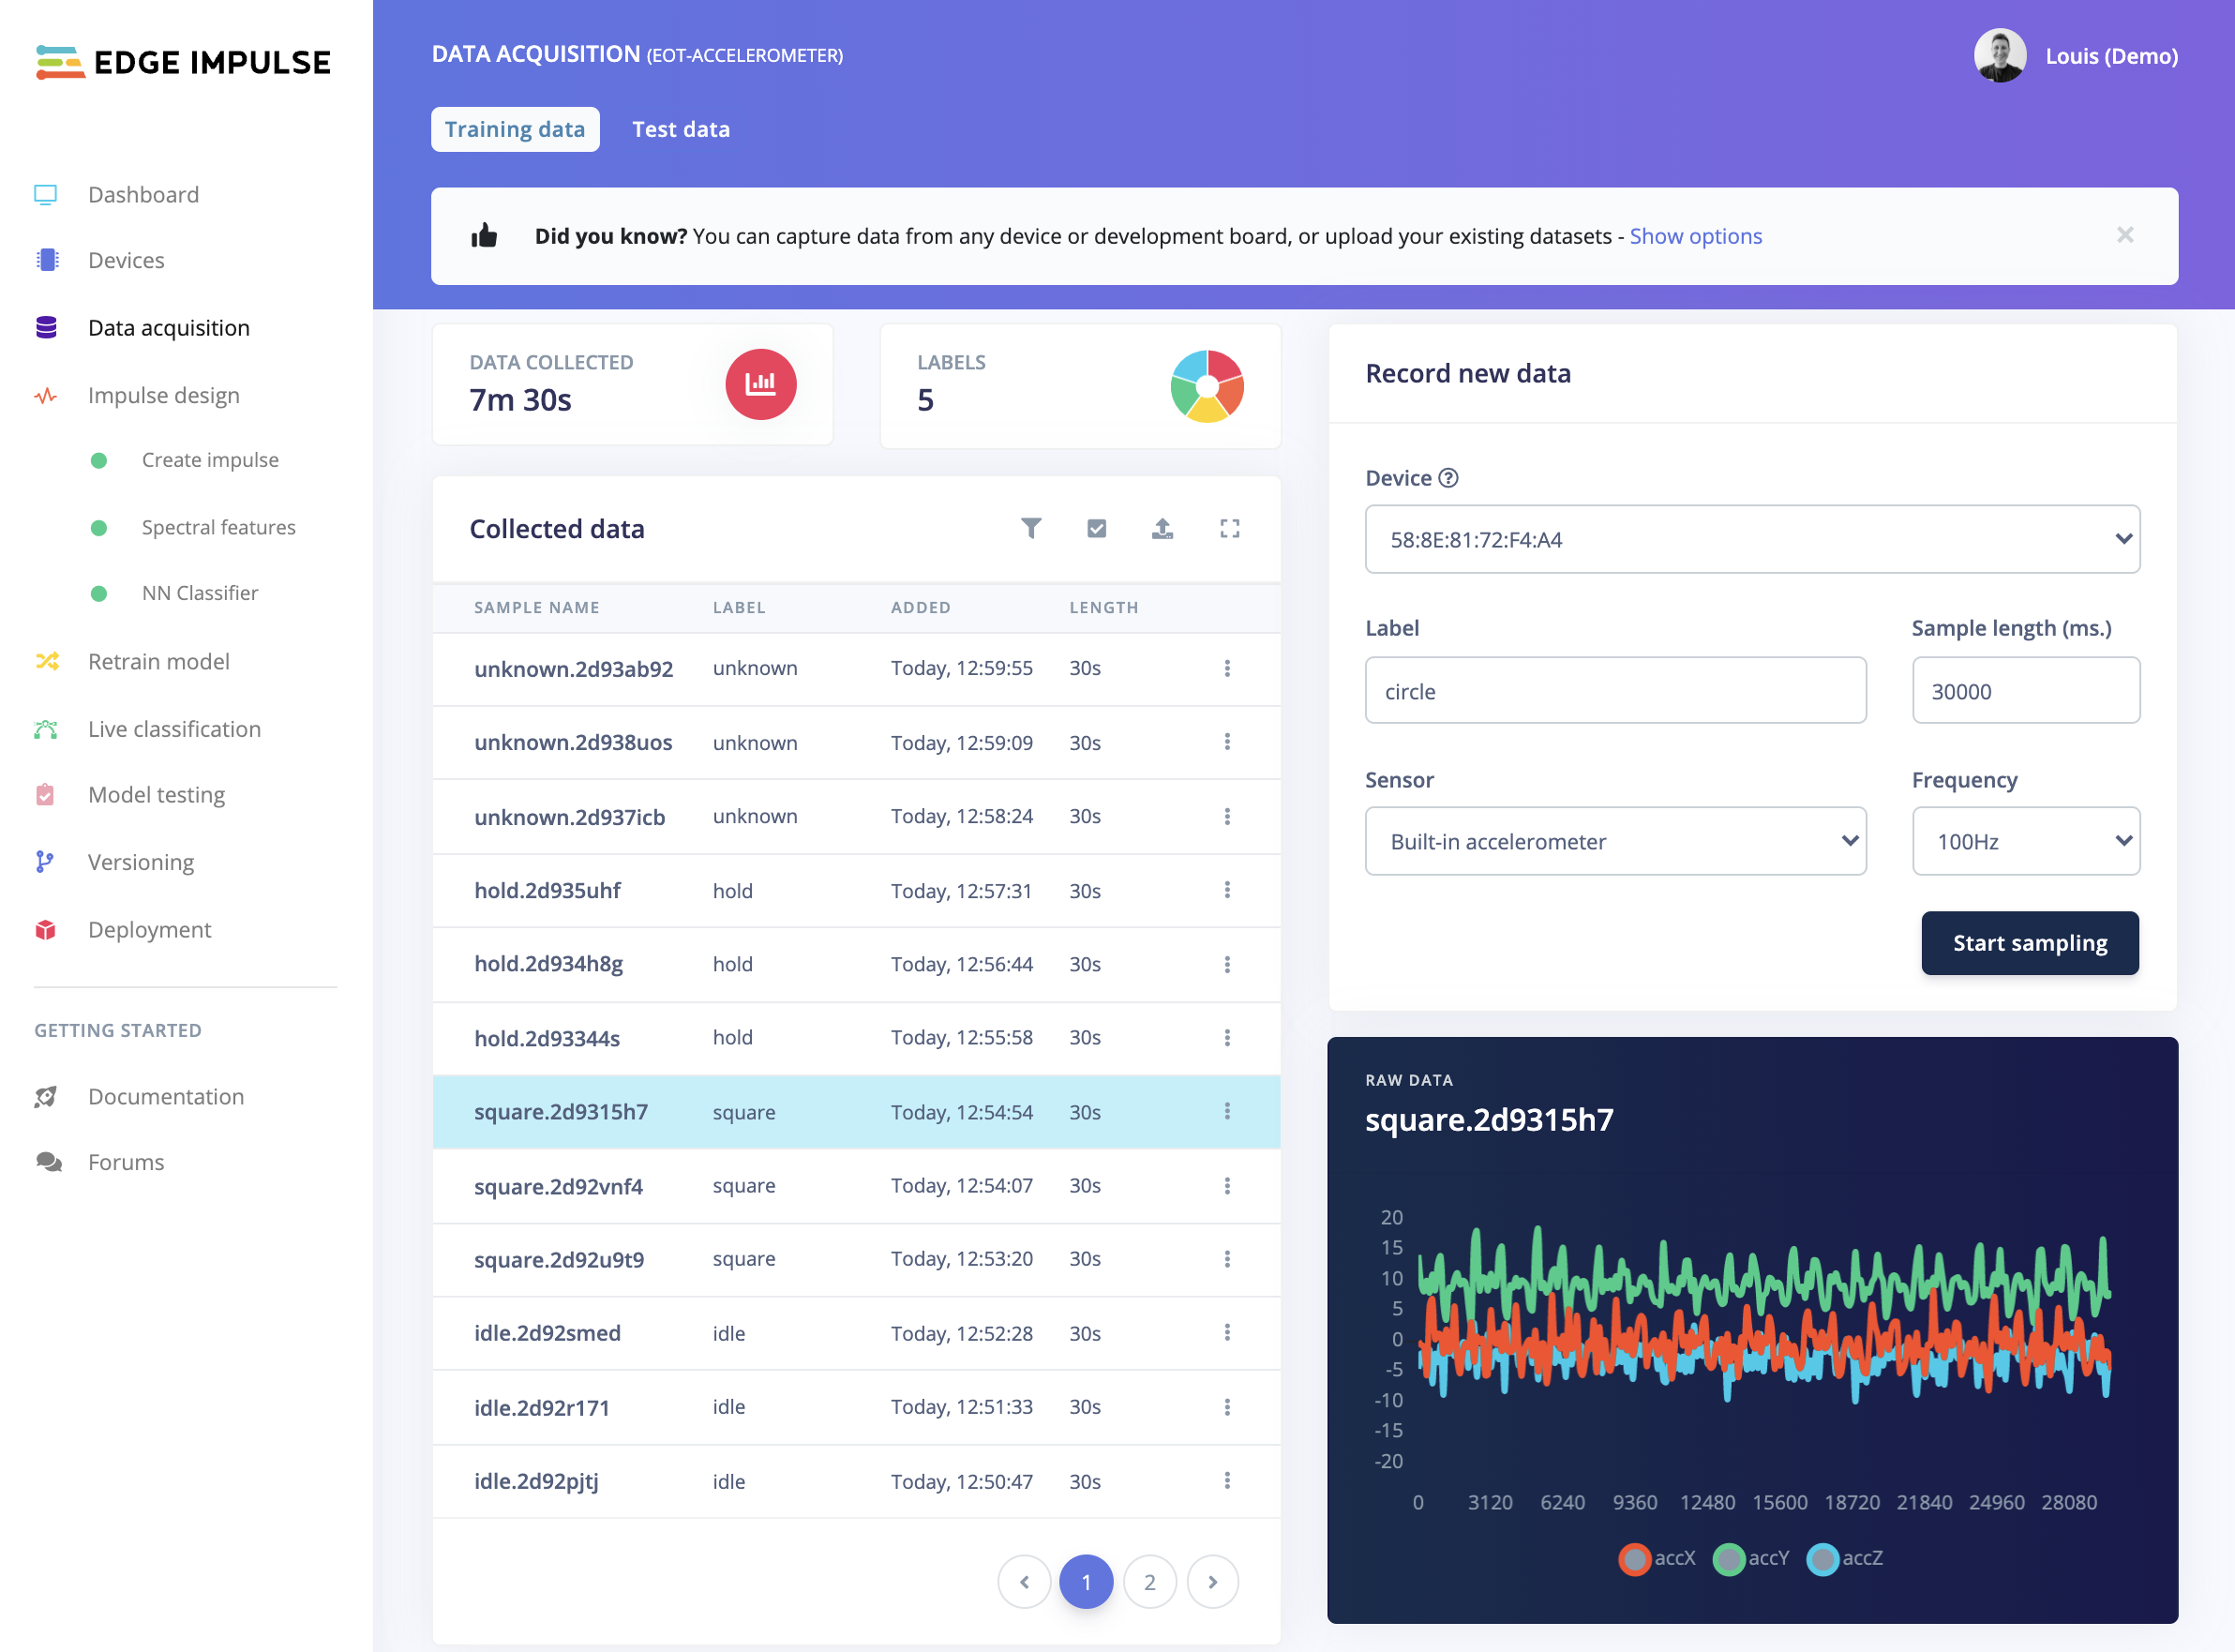 EDGE IMPULSE
Dashboard
Devices
Data acquisition
Impulse design
Create impulse
Spectral features
NN Classifier
Retrain model
Live classification
Model testing
Versioning
Deployment
GETTING STARTED
Documentation
Forums
DATA ACQUISITION (EOT-ACCELEROMETER)
Louis (Demo)
Training data Test data
Did you know? You can capture data from any device or development board, or upload your existing datasets - Show options ×
DATA COLLECTED
7m 30s
LABELS
5
Collected data
SAMPLE NAME LABEL ADDED LENGTH
unknown.2d93ab92 unknown Today, 12:59:55 30s
unknown.2d938uos unknown Today, 12:59:09 30s
unknown.2d937icb unknown Today, 12:58:24 30s
hold.2d935uhf hold Today, 12:57:31 30s
hold.2d934h8g hold Today, 12:56:44 30s
hold.2d93344s hold Today, 12:55:58 30s
square.2d9315h7 square Today, 12:54:54 30s
square.2d92vnf4 square Today, 12:54:07 30s
square.2d92u9t9 square Today, 12:53:20 30s
idle.2d92smed idle Today, 12:52:28 30s
idle.2d92r171 idle Today, 12:51:33 30s
idle.2d92pjtj idle Today, 12:50:47 30s
1 2
Record new data
Device ?
58:8E:81:72:F4:A4
Label Sample length (ms.)
circle 30000
Sensor Frequency
Built-in accelerometer 100Hz
Start sampling
RAW DATA
square.2d9315h7
20
15
10
5
0
-5
-10
-15
-20
0 3120 6240 9360 12480 15600 18720 21840 24960 28080
accX accY accZ